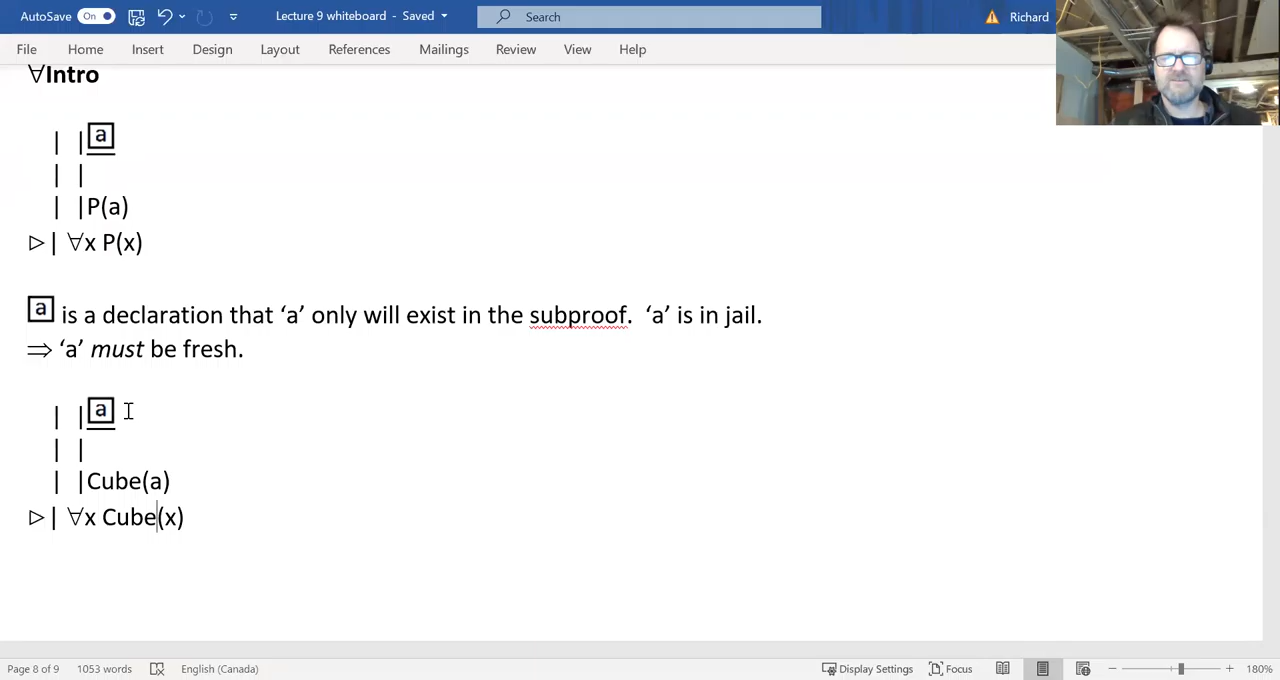 AutoSave On Lecture 9 whiteboard - Saved Search Richard
File Home Insert Design Layout References Mailings Review View Help
∀Intro
| | a
| |
| |P(a)
▷| ∀x P(x)
a is a declaration that ‘a’ only will exist in the subproof. ‘a’ is in jail.
⇒ ‘a’ must be fresh.
| | a
| |
| |Cube(a)
▷| ∀x Cube(x)
Page 8 of 9 1053 words English (Canada) Display Settings Focus 180%